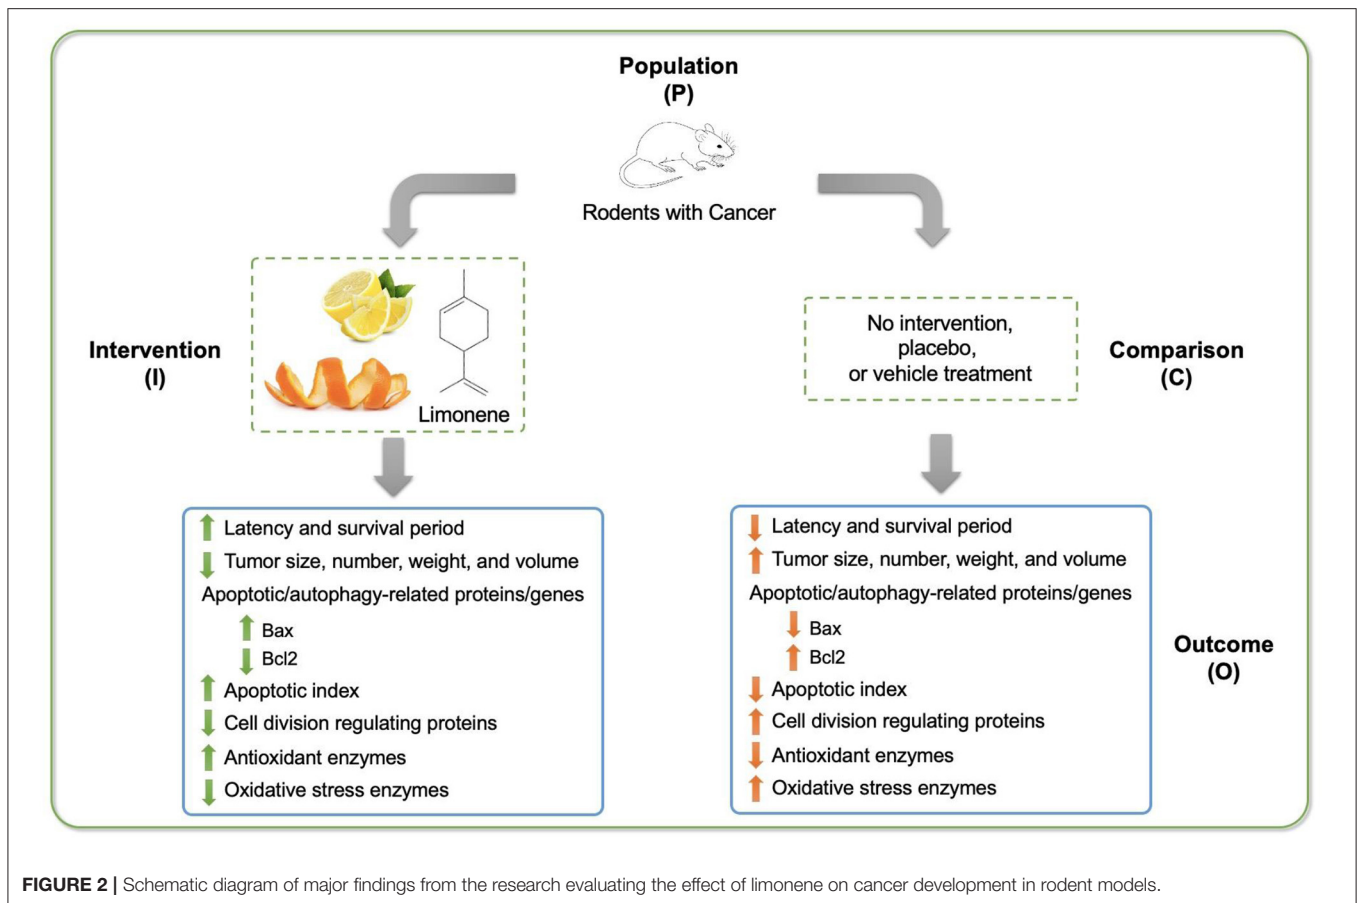 Population
(P)
Rodents with Cancer
Intervention
(I)
Limonene
No intervention,
placebo,
or vehicle treatment
Comparison
(C)
Latency and survival period
Tumor size, number, weight, and volume
Apoptotic/autophagy-related proteins/genes
Bax
Bcl2
Apoptotic index
Cell division regulating proteins
Antioxidant enzymes
Oxidative stress enzymes
Latency and survival period
Tumor size, number, weight, and volume
Apoptotic/autophagy-related proteins/genes
Bax
Bcl2
Apoptotic index
Cell division regulating proteins
Antioxidant enzymes
Oxidative stress enzymes
Outcome
(O)
FIGURE 2 | Schematic diagram of major findings from the research evaluating the effect of limonene on cancer development in rodent models.